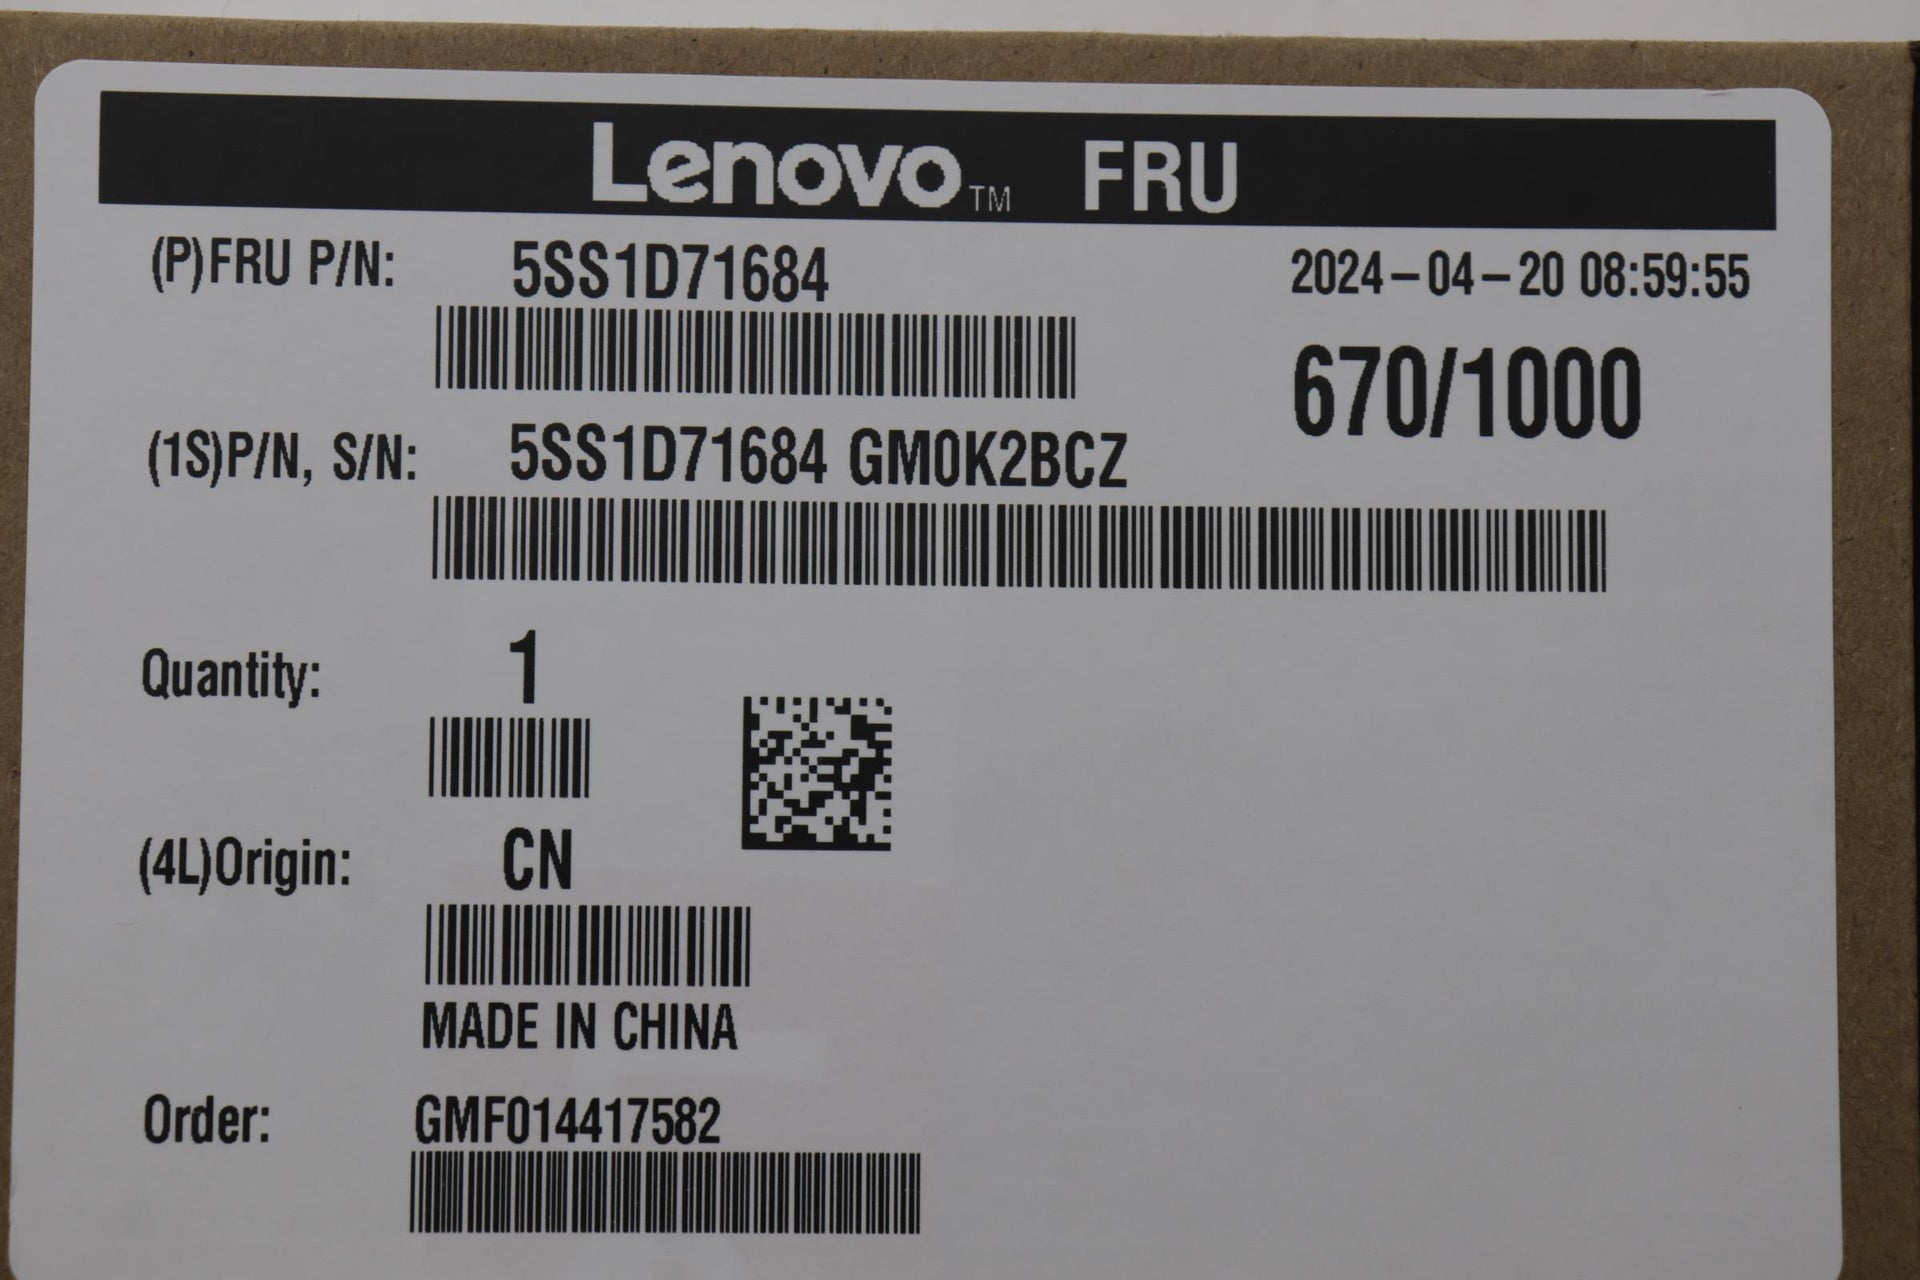 Lenovo™ FRU
(P)FRU P/N: 5SS1D71684 2024-04-20 08:59:55
670/1000
(1S)P/N, S/N: 5SS1D71684 GM0K2BCZ
Quantity: 1
(4L)Origin: CN
MADE IN CHINA
Order: GMF014417582